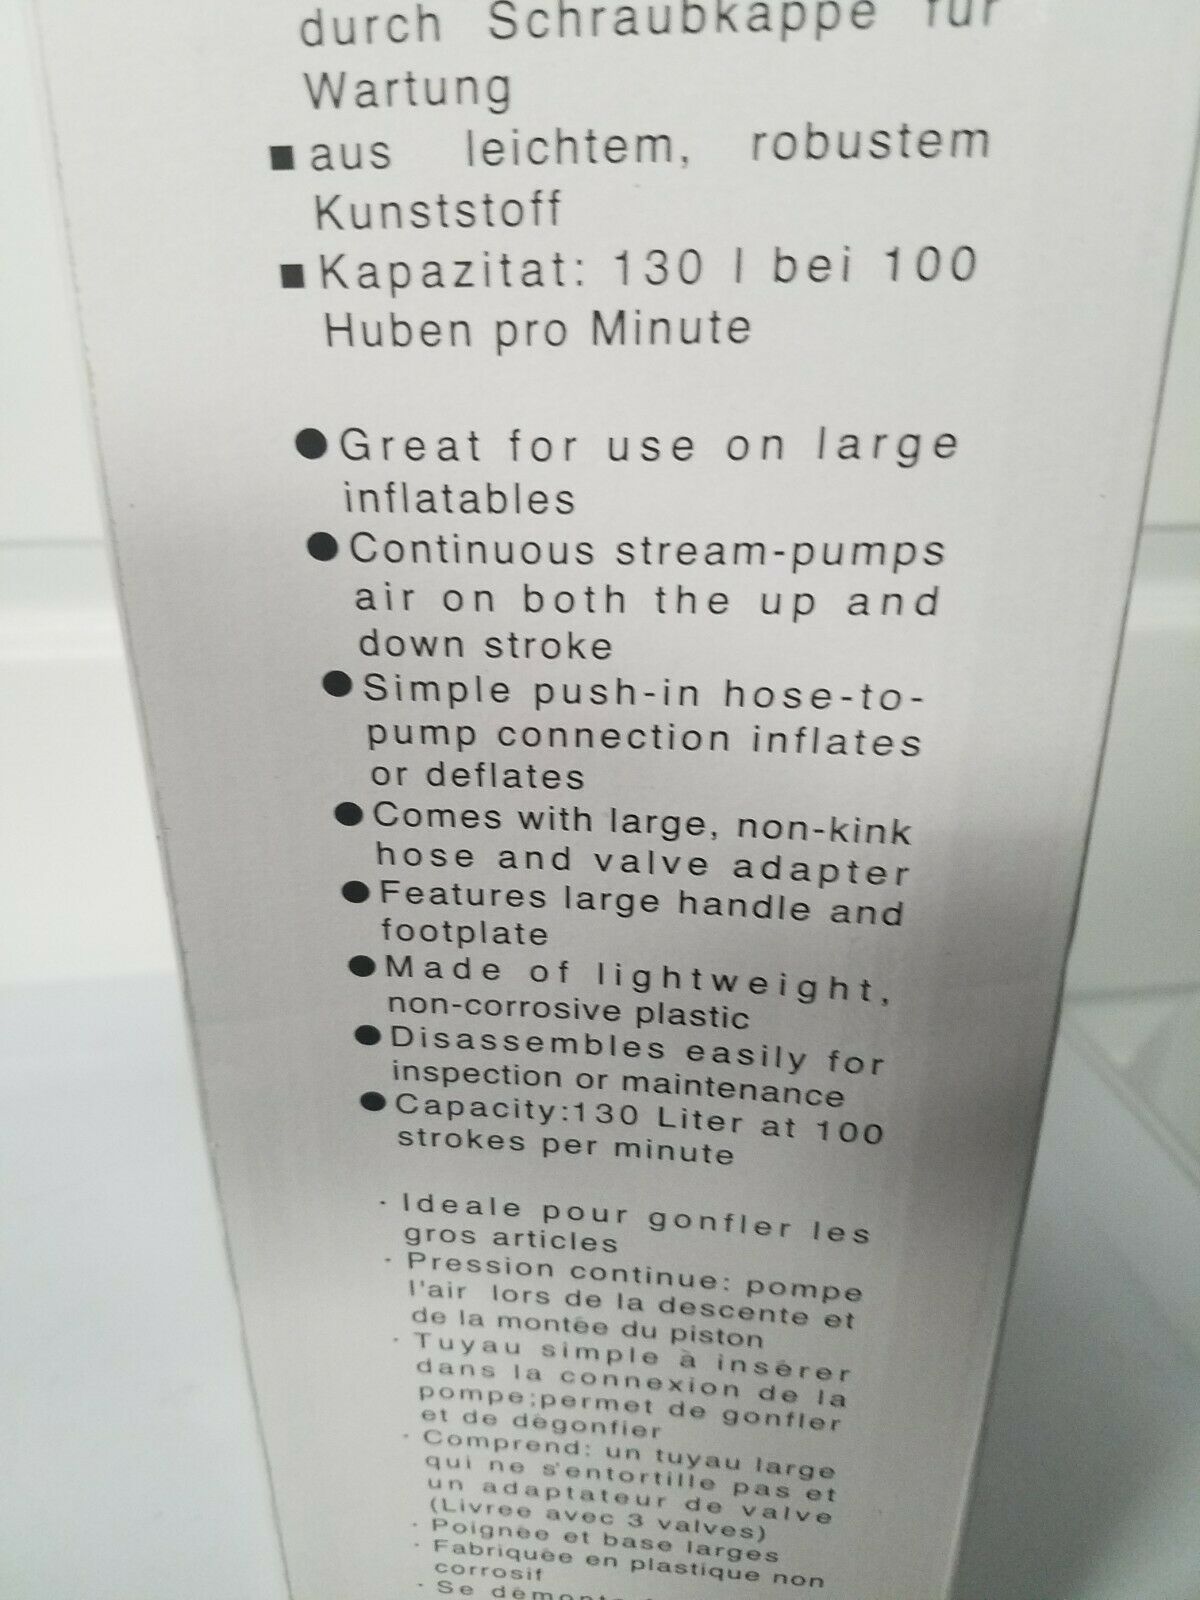 durch Schraubkappe für
Wartung
■ aus leichtem, robustem
Kunststoff
■ Kapazitat: 130 l bei 100
Huben pro Minute
● Great for use on large
inflatables
● Continuous stream-pumps
air on both the up and
down stroke
● Simple push-in hose-to-
pump connection inflates
or deflates
● Comes with large, non-kink
hose and valve adapter
● Features large handle and
footplate
● Made of lightweight,
non-corrosive plastic
● Disassembles easily for
inspection or maintenance
● Capacity:130 Liter at 100
strokes per minute
· Ideale pour gonfler les
gros articles
· Pression continue: pompe
l'air lors de la descente et
de la montée du piston
· Tuyau simple à insérer
dans la connexion de la
pompe;permet de gonfler
et de dègonfier
· Comprend: un tuyau large
qui ne s'entortille pas et
un adaptateur de valve
(Livree avec 3 valves)
· Poignèe et base larges
· Fabriquèe en plastique non
corrosif
· Se